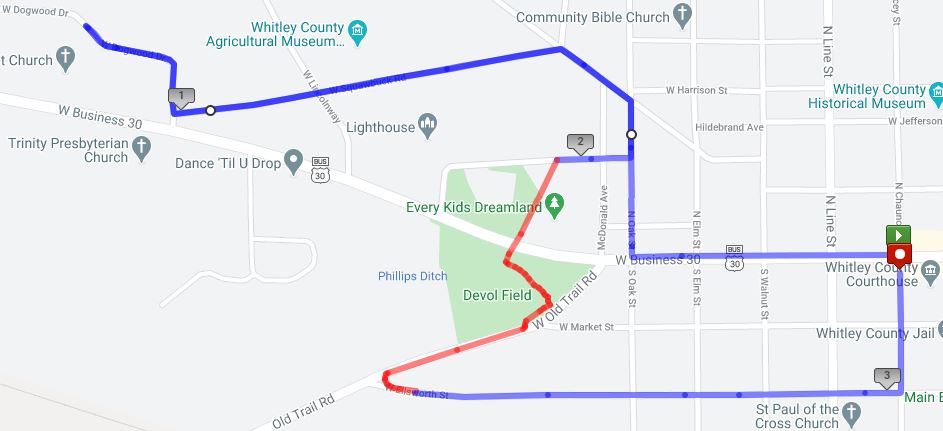 W Dogwood Dr
Whitley County
Agricultural Museum...
Community Bible Church
t Church
W Dogwood Dr
W Lincolnway
W Squawbuck Rd
N Line St
cey St
1
W Harrison St
Whitley County
Historical Museum
W Business 30
Lighthouse
Hildebrand Ave
W Jefferson
Trinity Presbyterian
Church
Dance 'Til U Drop
BUS
30
2
Every Kids Dreamland
McDonald Ave
N Oak St
N Elm St
N Line St
N Chaunc
W Business 30
BUS
30
Whitley County
Courthouse
Phillips Ditch
Devol Field
W Old Trail Rd
S Oak St
S Elm St
S Walnut St
W Market St
Whitley County Jail
W Ellsworth St
3
Old Trail Rd
St Paul of the
Cross Church
Main E